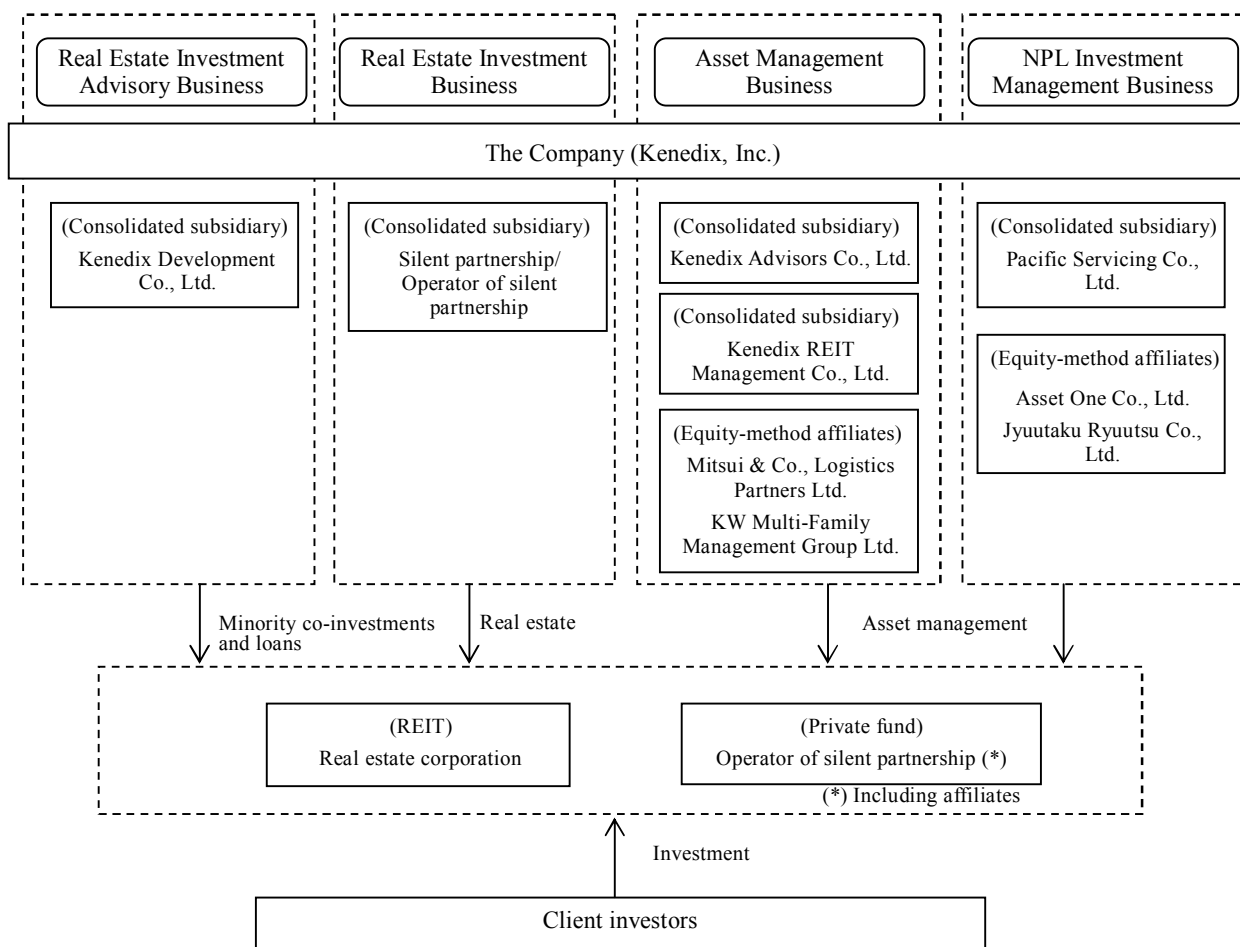 Real Estate Investment
Advisory Business
Real Estate Investment
Business
Asset Management
Business
NPL Investment
Management Business
The Company (Kenedix, Inc.)
(Consolidated subsidiary)
Kenedix Development
Co., Ltd.
(Consolidated subsidiary)
Silent partnership/
Operator of silent
partnership
(Consolidated subsidiary)
Kenedix Advisors Co., Ltd.
(Consolidated subsidiary)
Kenedix REIT
Management Co., Ltd.
(Equity-method affiliates)
Mitsui & Co., Logistics
Partners Ltd.
KW Multi-Family
Management Group Ltd.
(Consolidated subsidiary)
Pacific Servicing Co.,
Ltd.
(Equity-method affiliates)
Asset One Co., Ltd.
Jyuutaku Ryuutsu Co.,
Ltd.
Minority co-investments
and loans
Real estate
Asset management
(REIT)
Real estate corporation
(Private fund)
Operator of silent partnership (*)
(*) Including affiliates
Investment
Client investors